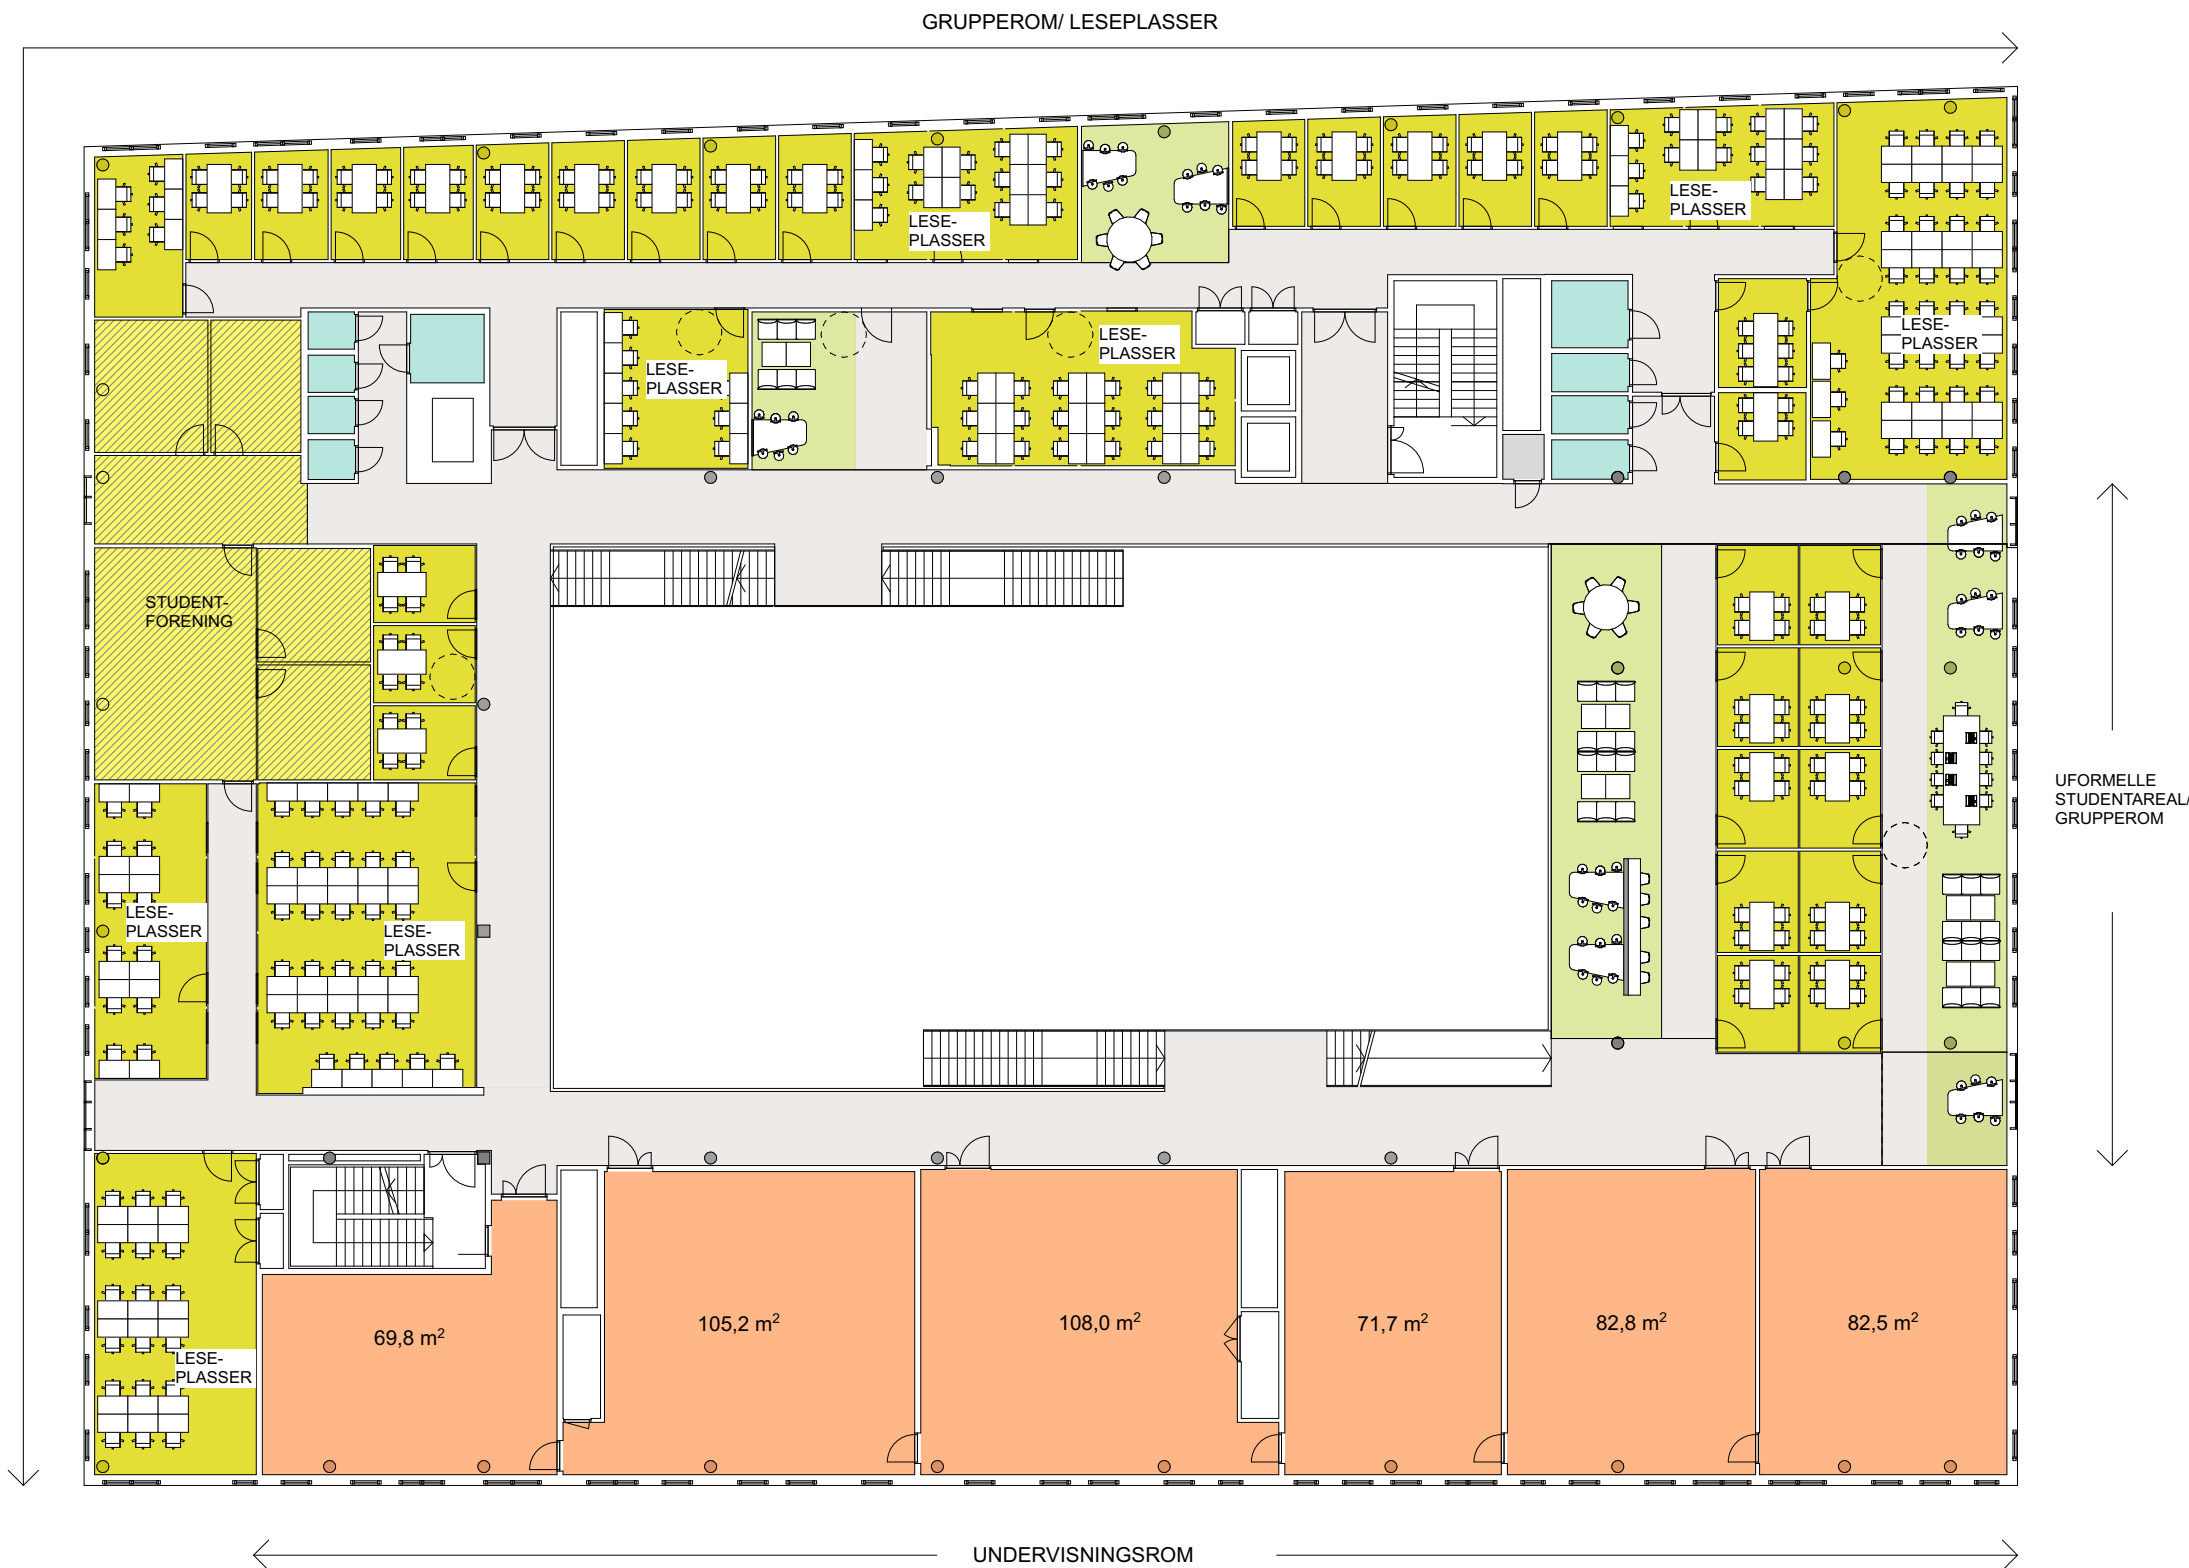 GRUPPEROM/ LESEPLASSER
LESE-
PLASSER
LESE-
PLASSER
LESE-
PLASSER
LESE-
PLASSER
LESE-
PLASSER
STUDENT-
FORENING
UFORMELLE
STUDENTAREAL/
GRUPPEROM
LESE-
PLASSER
LESE-
PLASSER
69,8 m²
105,2 m²
108,0 m²
71,7 m²
82,8 m²
82,5 m²
LESE-
PLASSER
UNDERVISNINGSROM